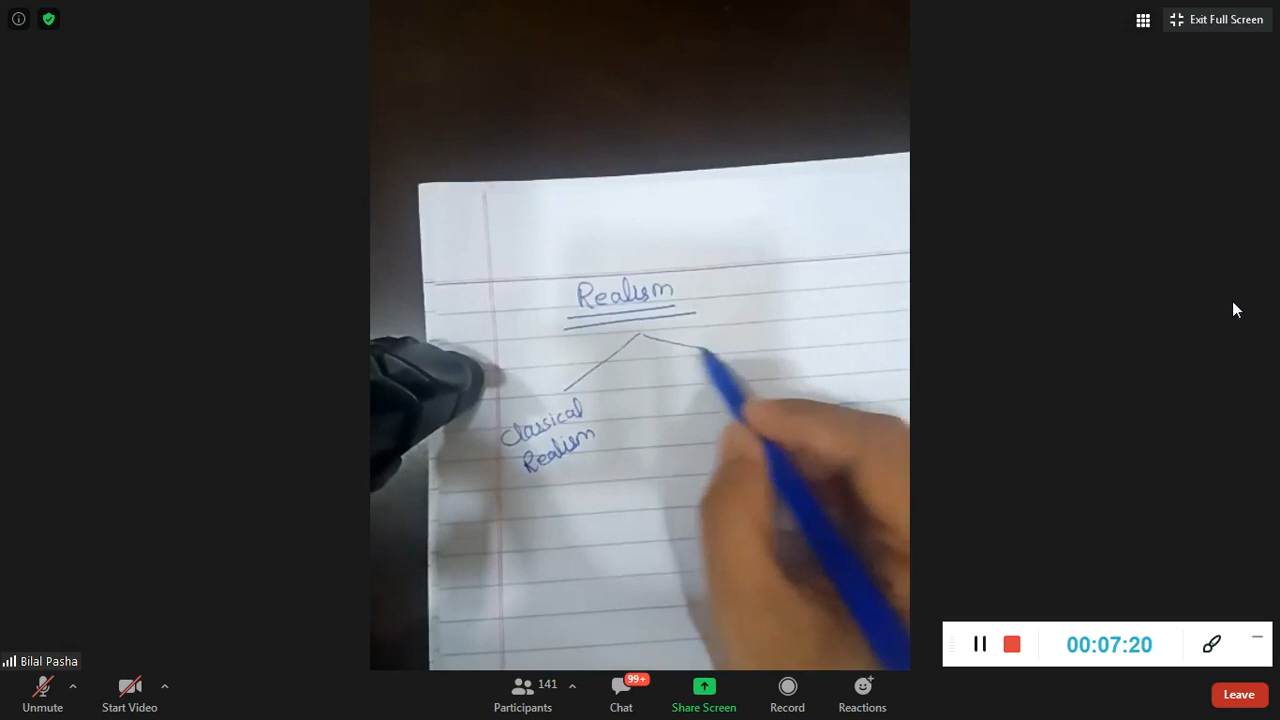 Exit Full Screen
Realism
Classical
Realism
00:07:20
Bilal Pasha
Unmute
Start Video
141
Participants
99+
Chat
Share Screen
Record
Reactions
Leave